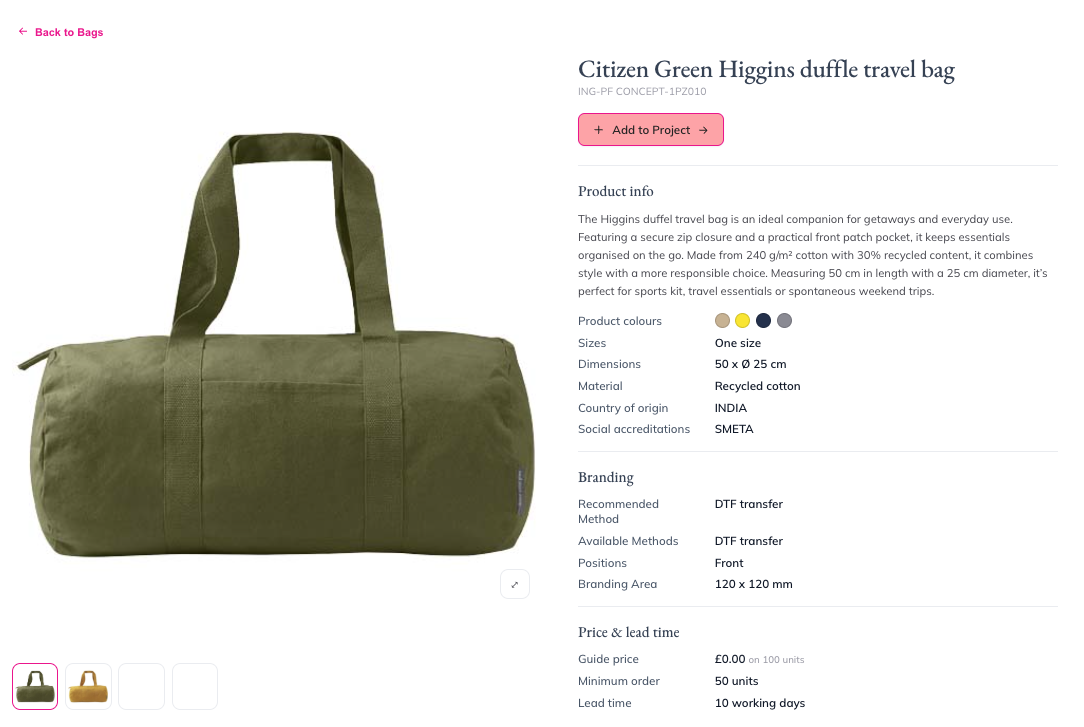 ← Back to Bags
Citizen Green Higgins duffle travel bag
ING-PF CONCEPT-1PZ010
+ Add to Project →
Product info
The Higgins duffel travel bag is an ideal companion for getaways and everyday use.
Featuring a secure zip closure and a practical front patch pocket, it keeps essentials
organised on the go. Made from 240 g/m² cotton with 30% recycled content, it combines
style with a more responsible choice. Measuring 50 cm in length with a 25 cm diameter, it’s
perfect for sports kit, travel essentials or spontaneous weekend trips.
Product colours
Sizes One size
Dimensions 50 x Ø 25 cm
Material Recycled cotton
Country of origin INDIA
Social accreditations SMETA
Branding
Recommended Method DTF transfer
Available Methods DTF transfer
Positions Front
Branding Area 120 x 120 mm
Price & lead time
Guide price £0.00 on 100 units
Minimum order 50 units
Lead time 10 working days